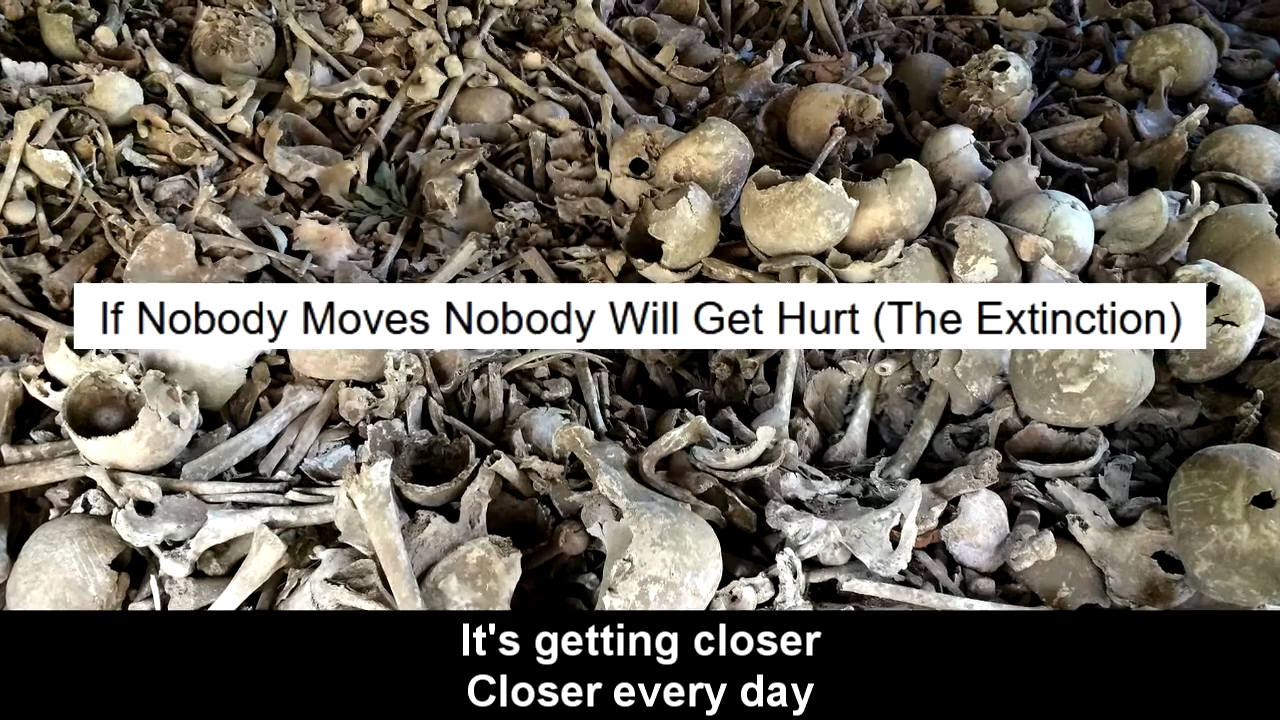 If Nobody Moves Nobody Will Get Hurt (The Extinction)
It's getting closer
Closer every day